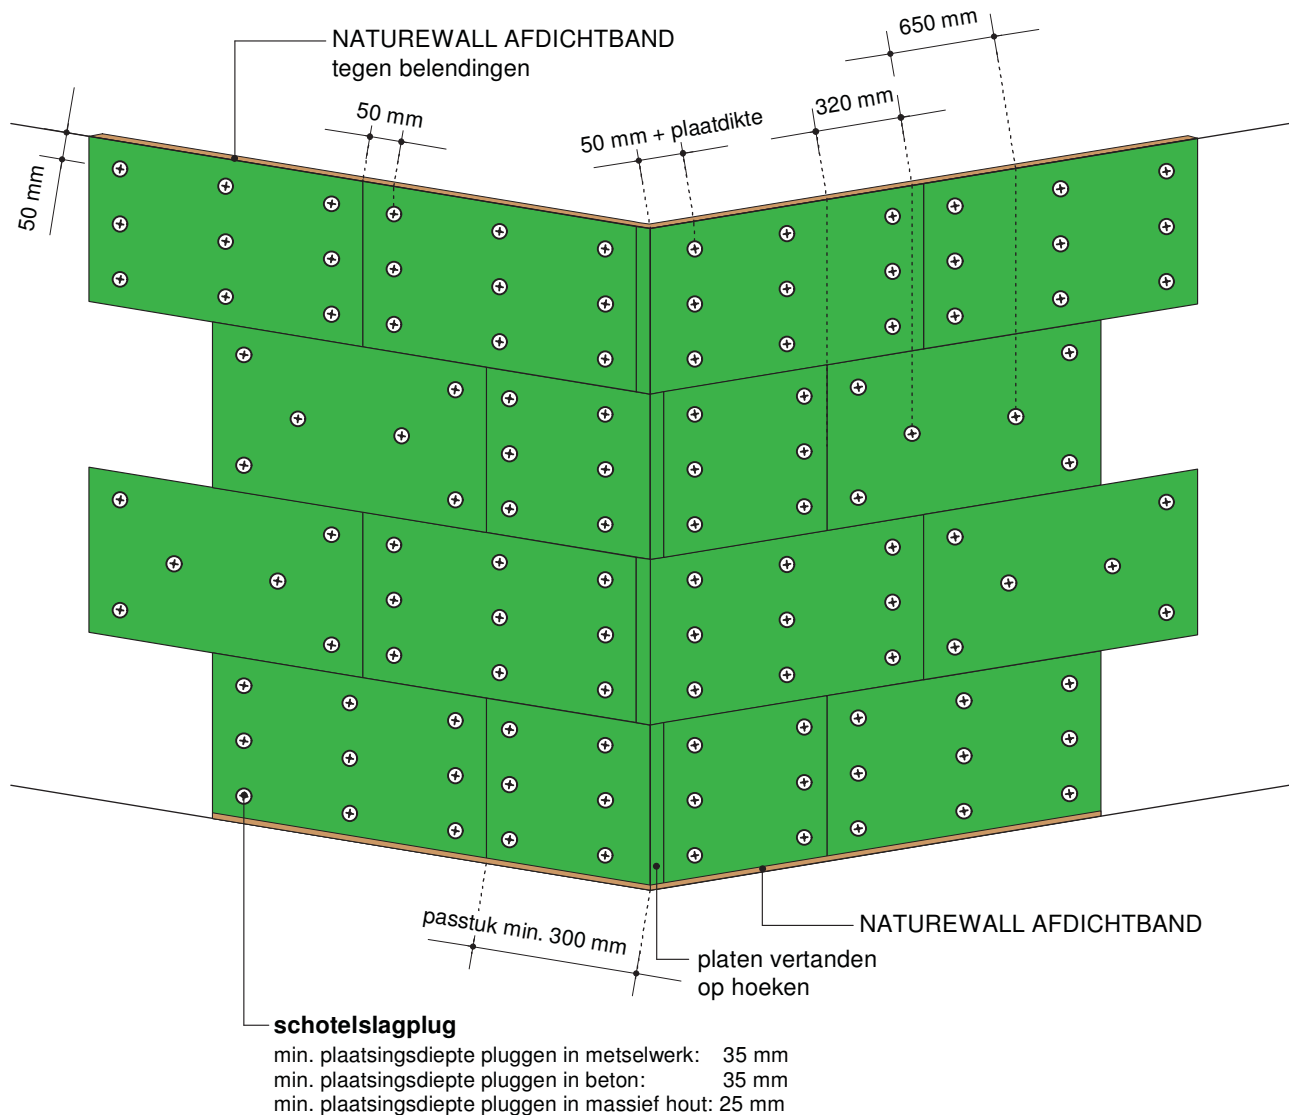 650 mm
NATUREWALL AFDICHTBAND
tegen belendingen
50 mm
50 mm + plaatdikte
320 mm
50 mm
passtuk min. 300 mm
NATUREWALL AFDICHTBAND
platen vertanden
op hoeken
schotelslagplug
min. plaatsingsdiepte pluggen in metselwerk: 35 mm
min. plaatsingsdiepte pluggen in beton: 35 mm
min. plaatsingsdiepte pluggen in massief hout: 25 mm